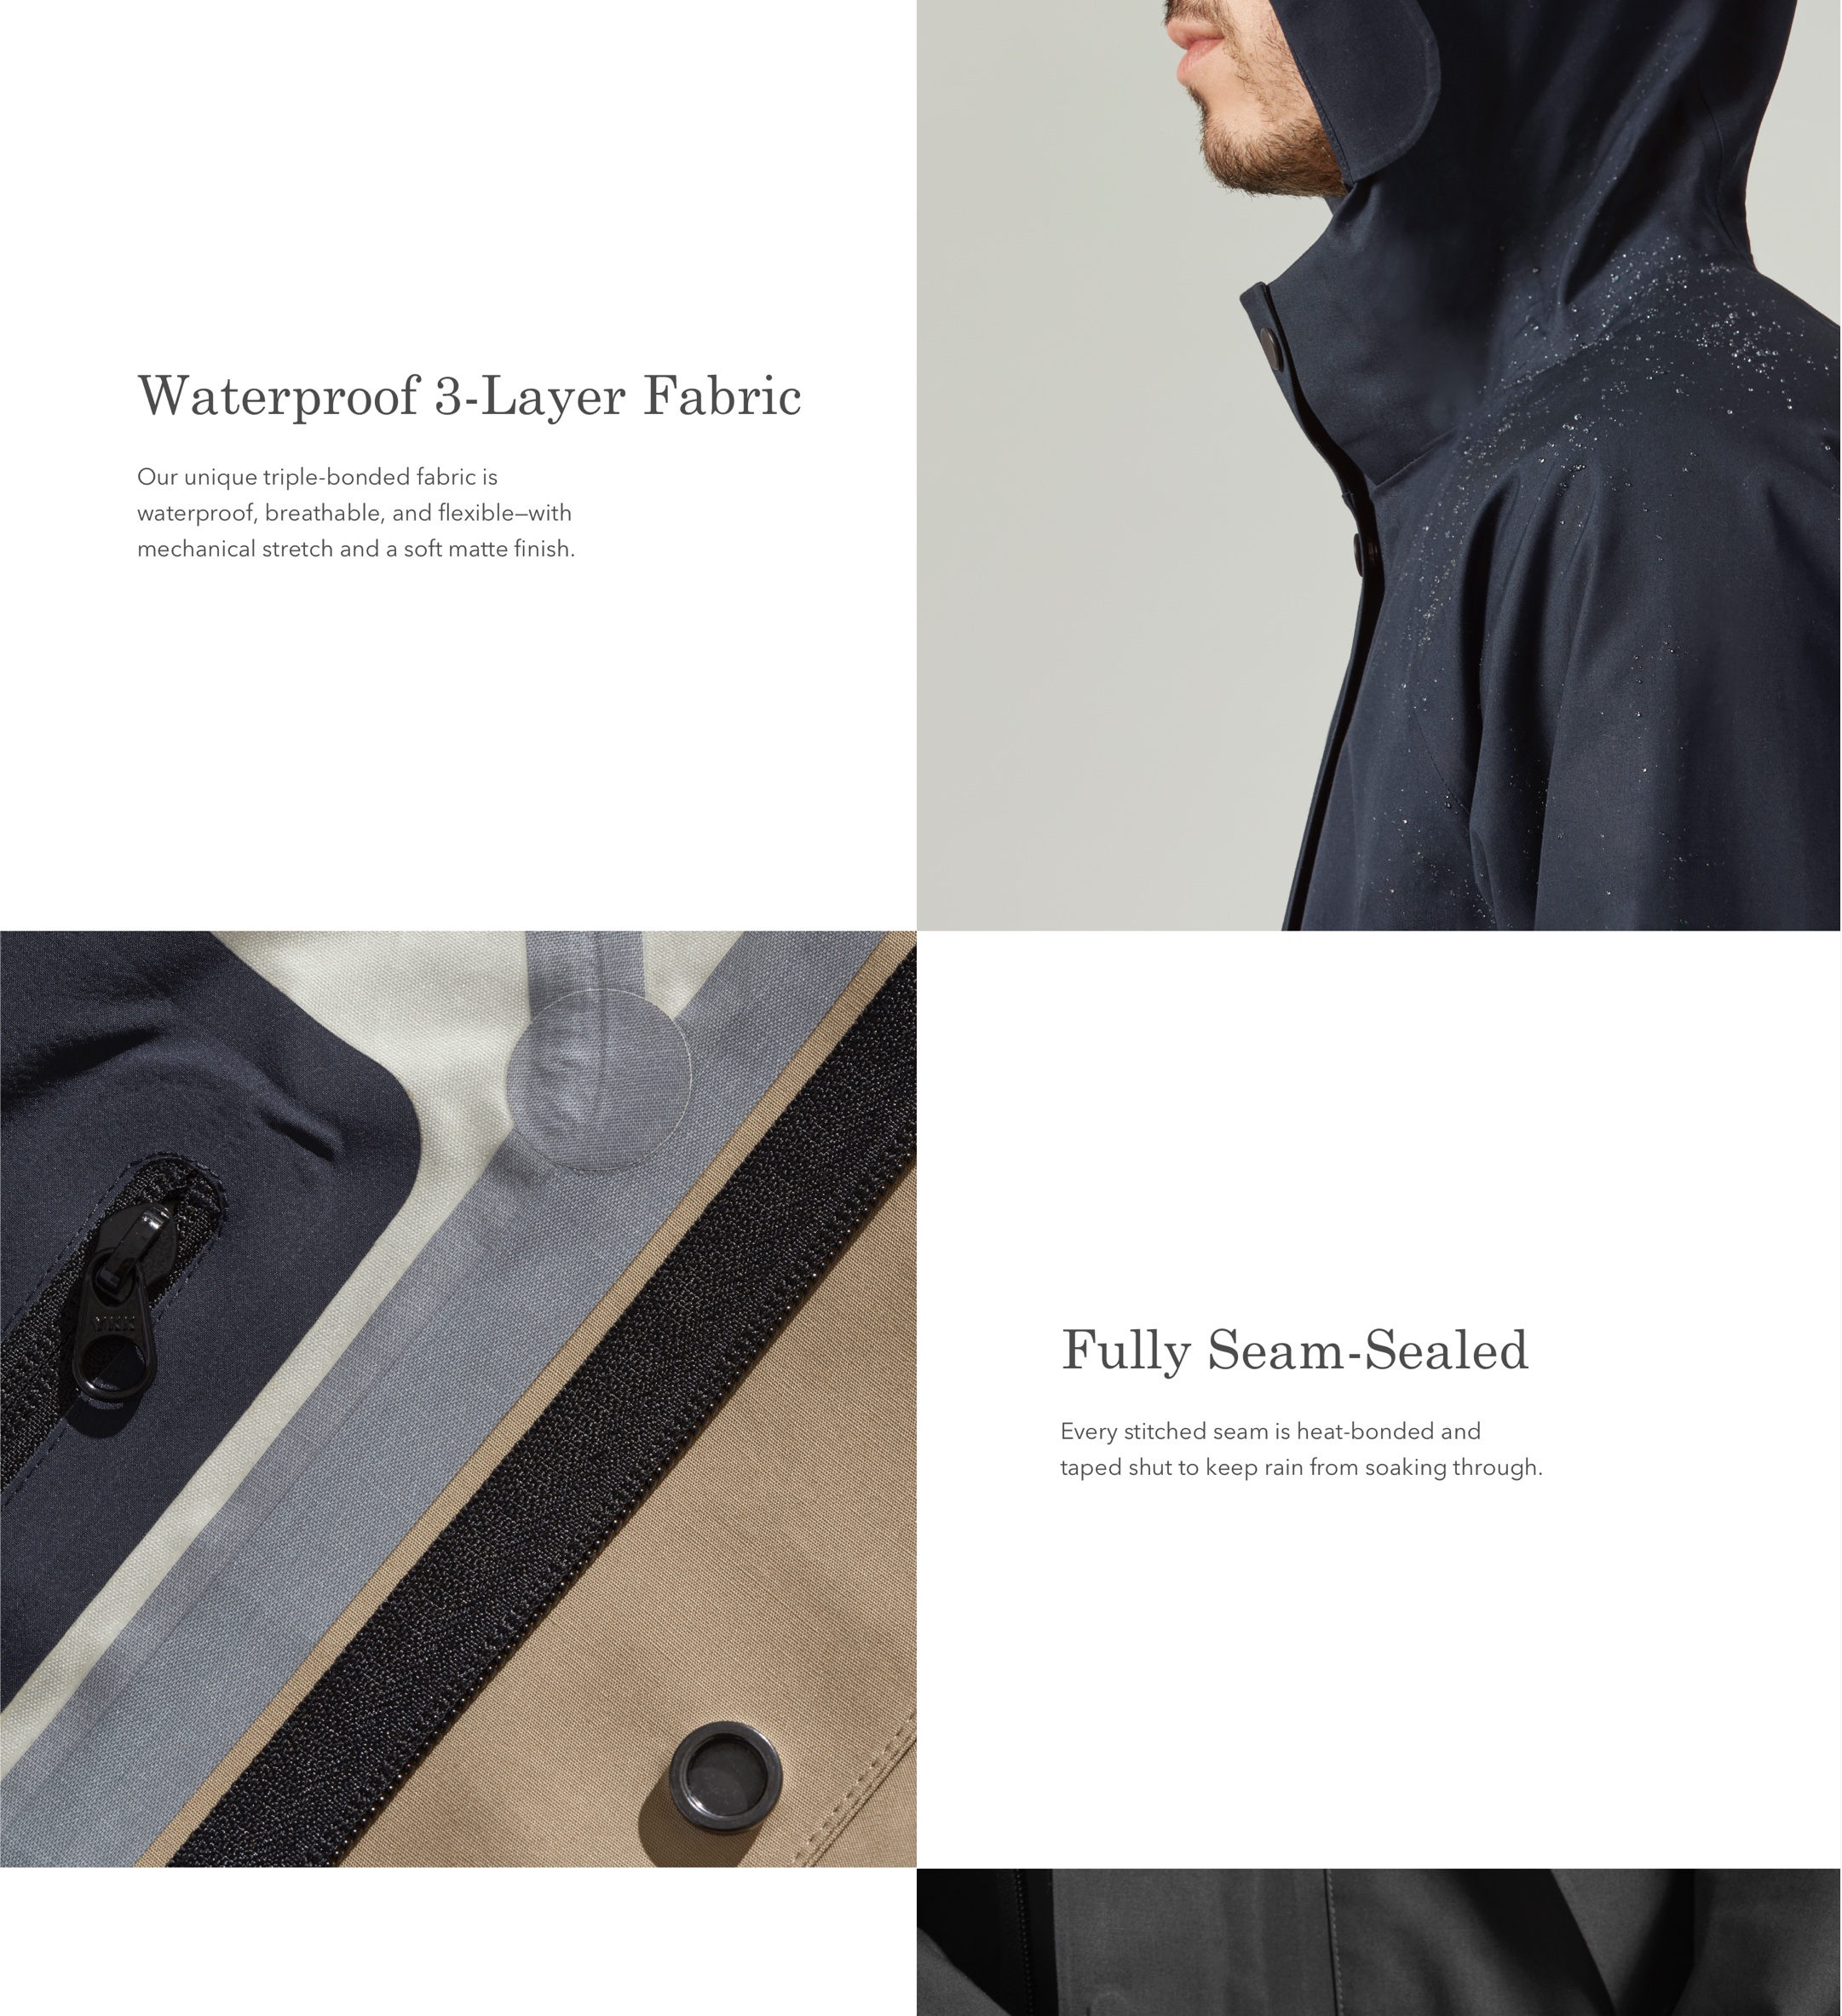 Waterproof 3-Layer Fabric
Our unique triple-bonded fabric is
waterproof, breathable, and flexible—with
mechanical stretch and a soft matte finish.
YKK
Fully Seam-Sealed
Every stitched seam is heat-bonded and
taped shut to keep rain from soaking through.